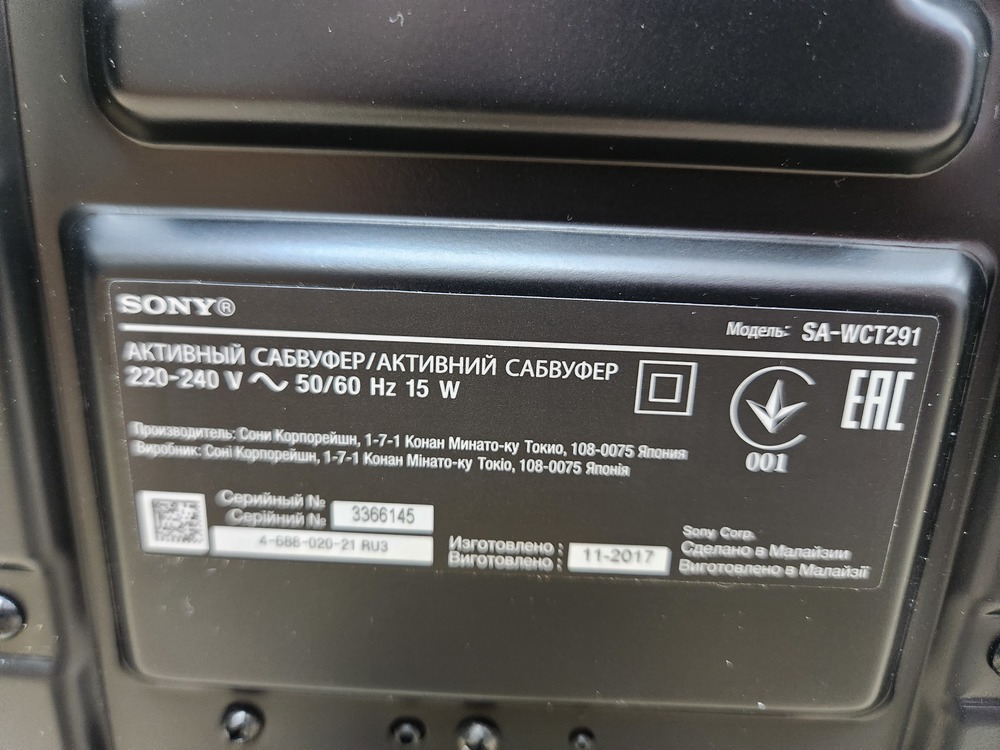 SONY®
Модель: SA-WCT291
АКТИВНЫЙ САБВУФЕР/АКТИВНИЙ САБВУФЕР
220-240 V ~ 50/60 Hz 15 W
Производитель: Сони Корпорейшн, 1-7-1 Конан Минато-ку Токио, 108-0075 Япония
Виробник: Соні Корпорейшн, 1-7-1 Конан Мінато-ку Токіо, 108-0075 Японія
001
EAC
Серийный №
Серійний №
3366145
4-686-020-21 RU3
Изготовлено :
Виготовлено :
11-2017
Sony Corp.
Сделано в Малайзии
Виготовлено в Малайзії